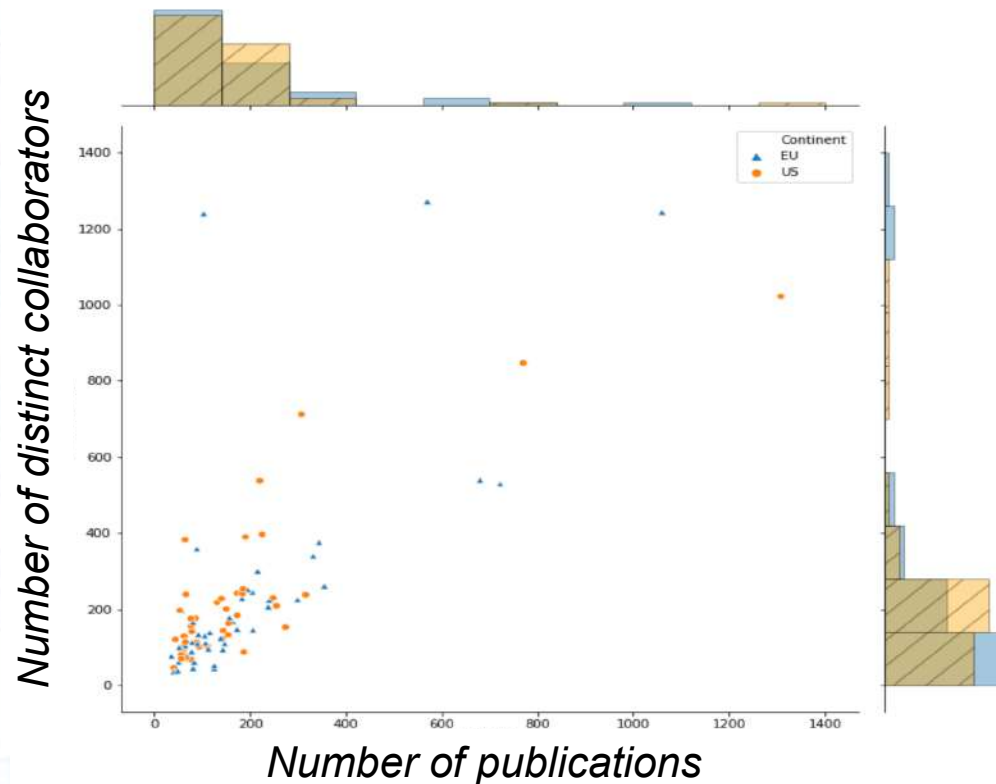 Continent
EU
US
1400
1200
1000
800
600
400
200
0
Number of distinct collaborators
0 200 400 600 800 1000 1200 1400
Number of publications